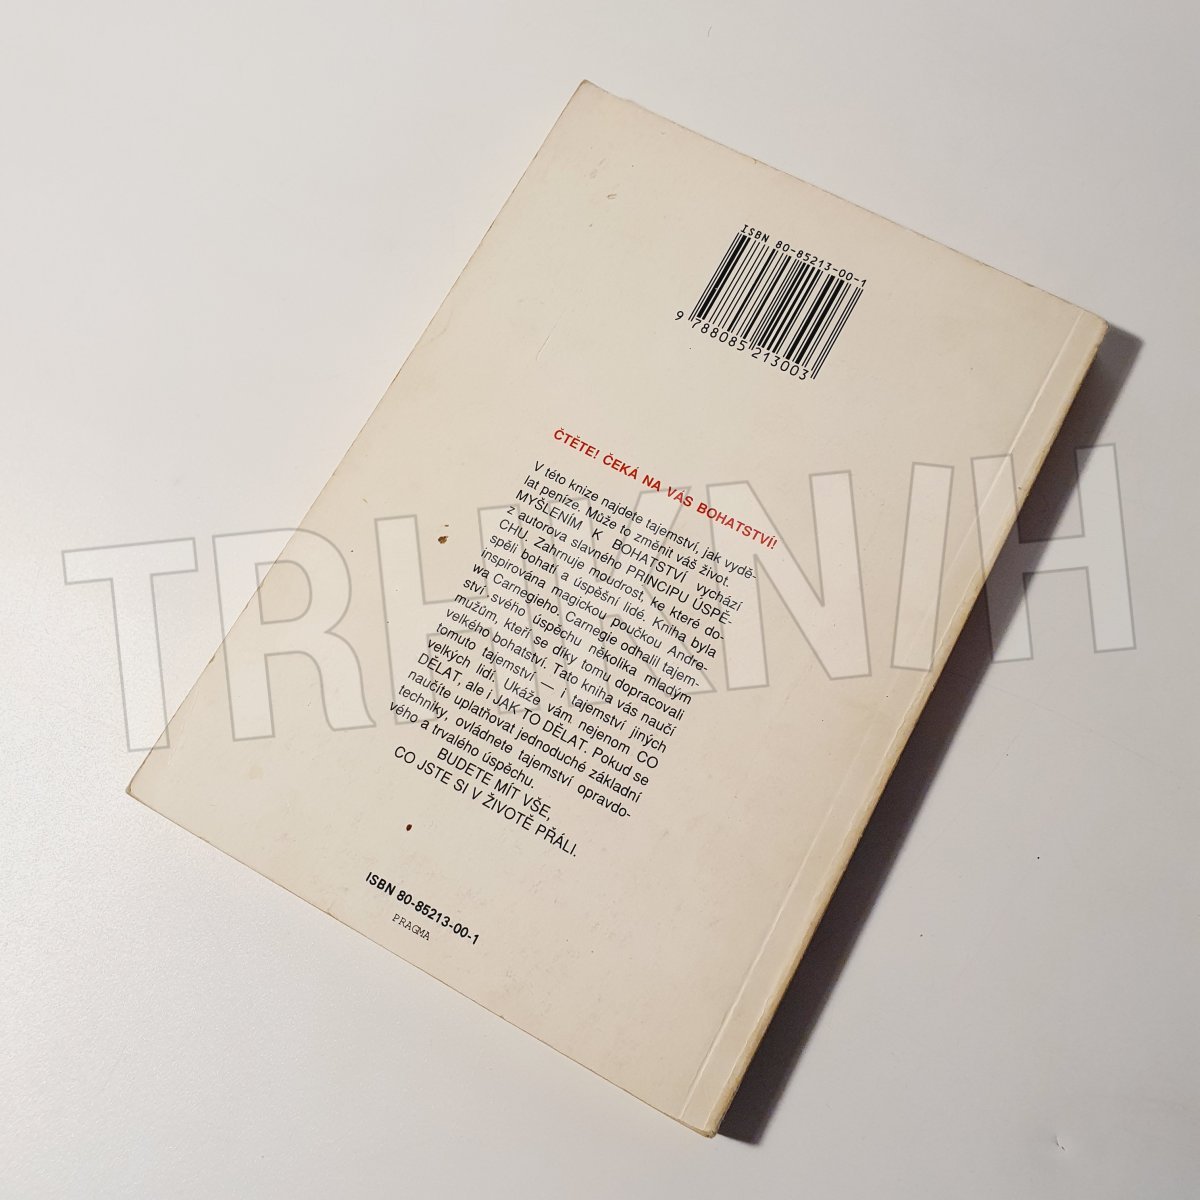 ISBN 80-85213-00-1
9 788085 213003
ČTĚTE! ČEKÁ NA VÁS BOHATSTVÍ!
V této knize najdete tajemství, jak vydě-
lat peníze. Může to změnit váš život.
MYŠLENÍM K BOHATSTVÍ vychází
z autorova slavného PRINCIPU ÚSPĚ-
CHU. Zahrnuje moudrost, ke které do-
spěli bohatí a úspěšní lidé. Kniha byla
inspirována magickou poučkou Andre-
wa Carnegieho. Carnegie odhalil tajem-
ství svého úspěchu několika mladým
mužům, kteří se díky tomu dopracovali
velkého bohatství. Tato kniha vás naučí
tomuto tajemství — i tajemství jiných
velkých lidí. Ukáže vám nejenom CO
DĚLAT, ale i JAK TO DĚLAT. Pokud se
naučíte uplatňovat jednoduché základní
techniky, ovládnete tajemství opravdo-
vého a trvalého úspěchu.
BUDETE MÍT VŠE,
CO JSTE SI V ŽIVOTĚ PŘÁLI.
ISBN 80-85213-00-1
PRAGMA
TRHKNIH